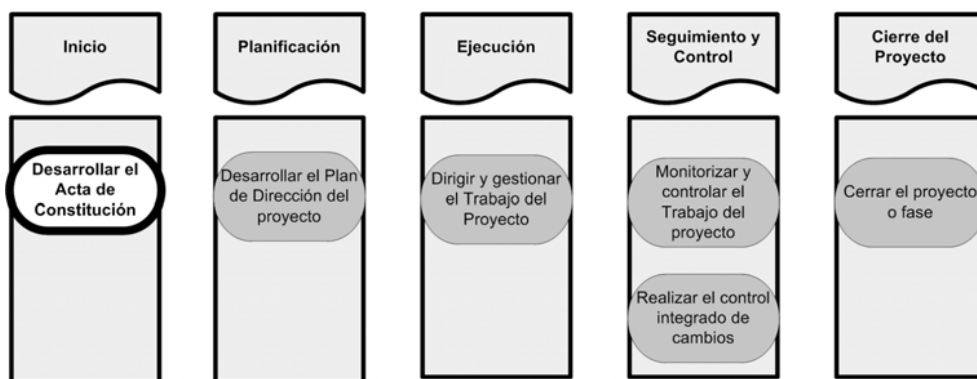 Inicio
Planificación
Ejecución
Seguimiento y
Control
Cierre del
Proyecto
Desarrollar el
Acta de
Constitución
Desarrollar el Plan
de Dirección del
proyecto
Dirigir y gestionar
el Trabajo del
Proyecto
Monitorizar y
controlar el
Trabajo del
proyecto
Realizar el control
integrado de
cambios
Cerrar el proyecto
o fase